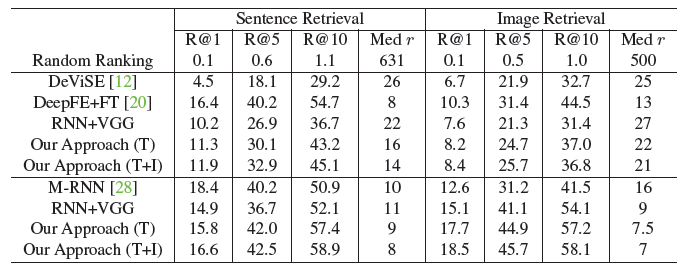 Sentence Retrieval Image Retrieval
R@1 R@5 R@10 Med r R@1 R@5 R@10 Med r
Random Ranking 0.1 0.6 1.1 631 0.1 0.5 1.0 500
DeViSE [12] 4.5 18.1 29.2 26 6.7 21.9 32.7 25
DeepFE+FT [20] 16.4 40.2 54.7 8 10.3 31.4 44.5 13
RNN+VGG 10.2 26.9 36.7 22 7.6 21.3 31.4 27
Our Approach (T) 11.3 30.1 43.2 16 8.2 24.7 37.0 22
Our Approach (T+I) 11.9 32.9 45.1 14 8.4 25.7 36.8 21
M-RNN [28] 18.4 40.2 50.9 10 12.6 31.2 41.5 16
RNN+VGG 14.9 36.7 52.1 11 15.1 41.1 54.1 9
Our Approach (T) 15.8 42.0 57.4 9 17.7 44.9 57.2 7.5
Our Approach (T+I) 16.6 42.5 58.9 8 18.5 45.7 58.1 7